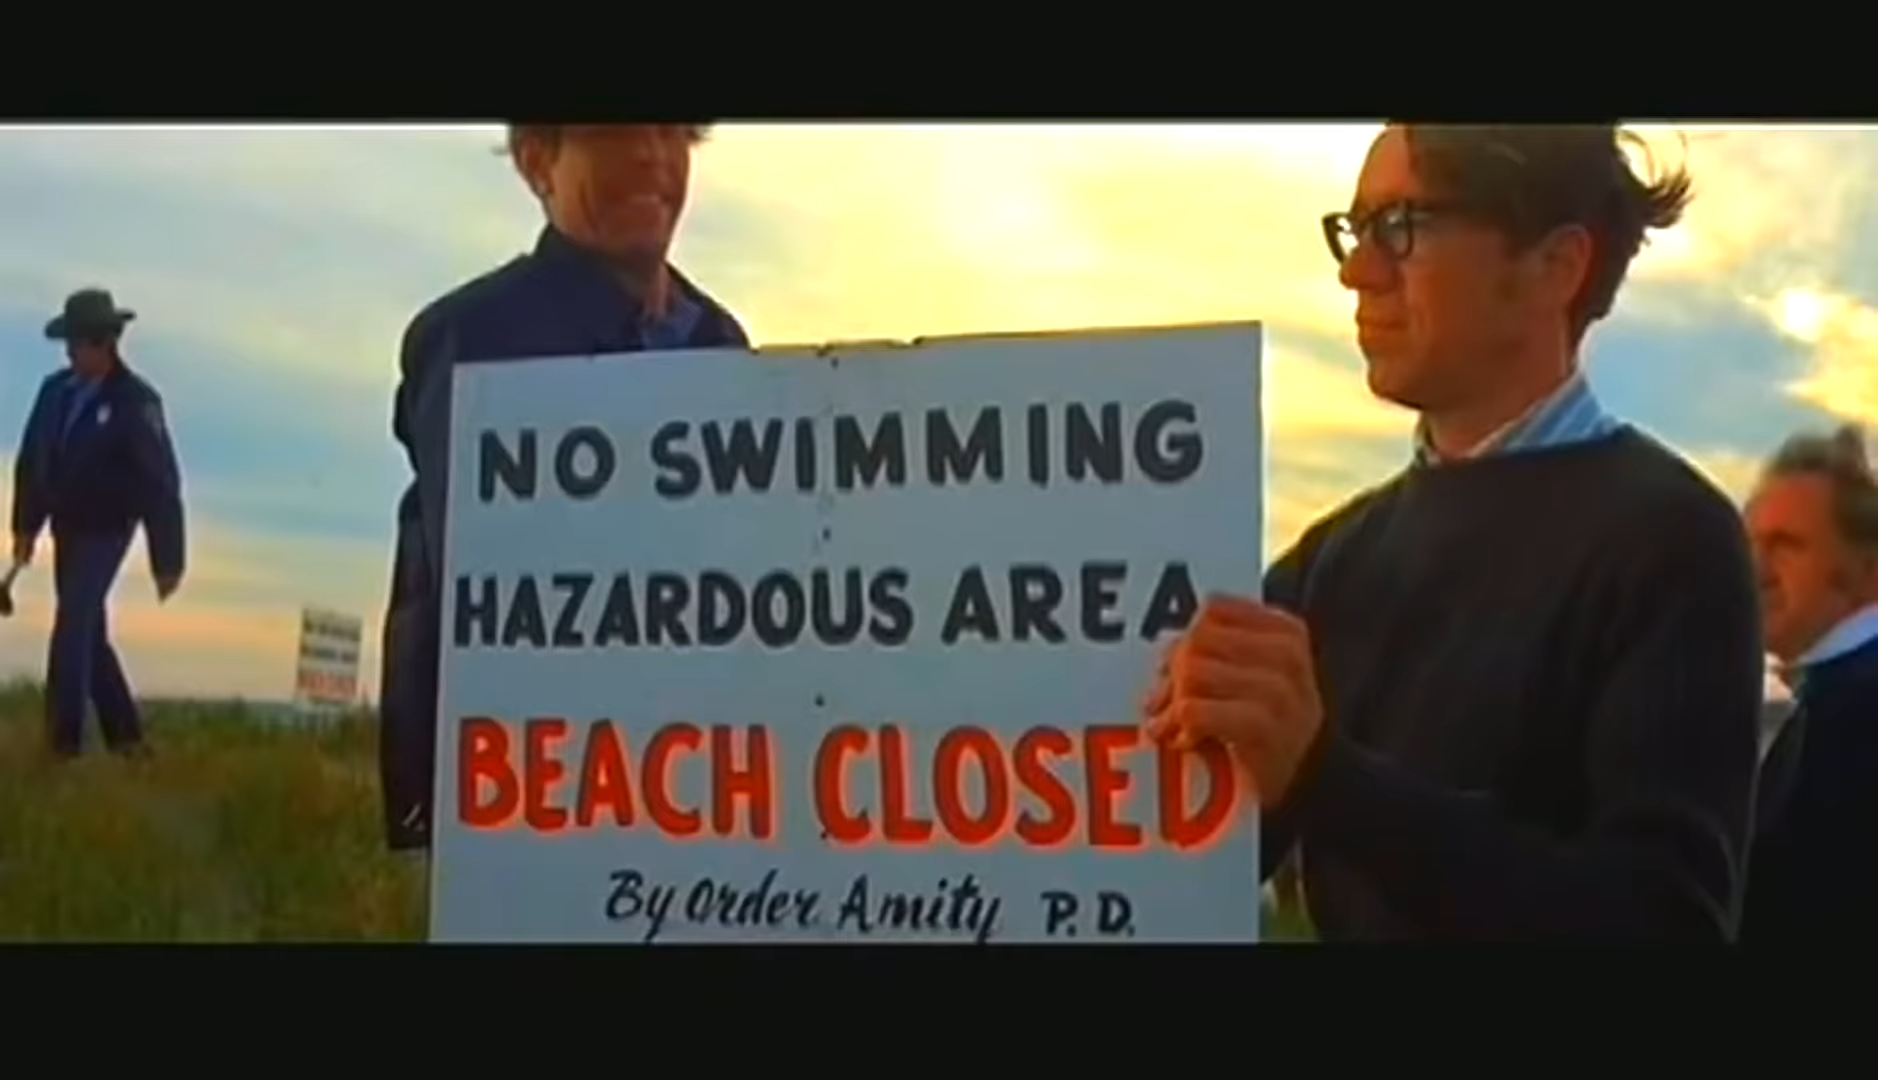 NO SWIMMING
HAZARDOUS AREA
BEACH CLOSED
By Order Amity P.D.